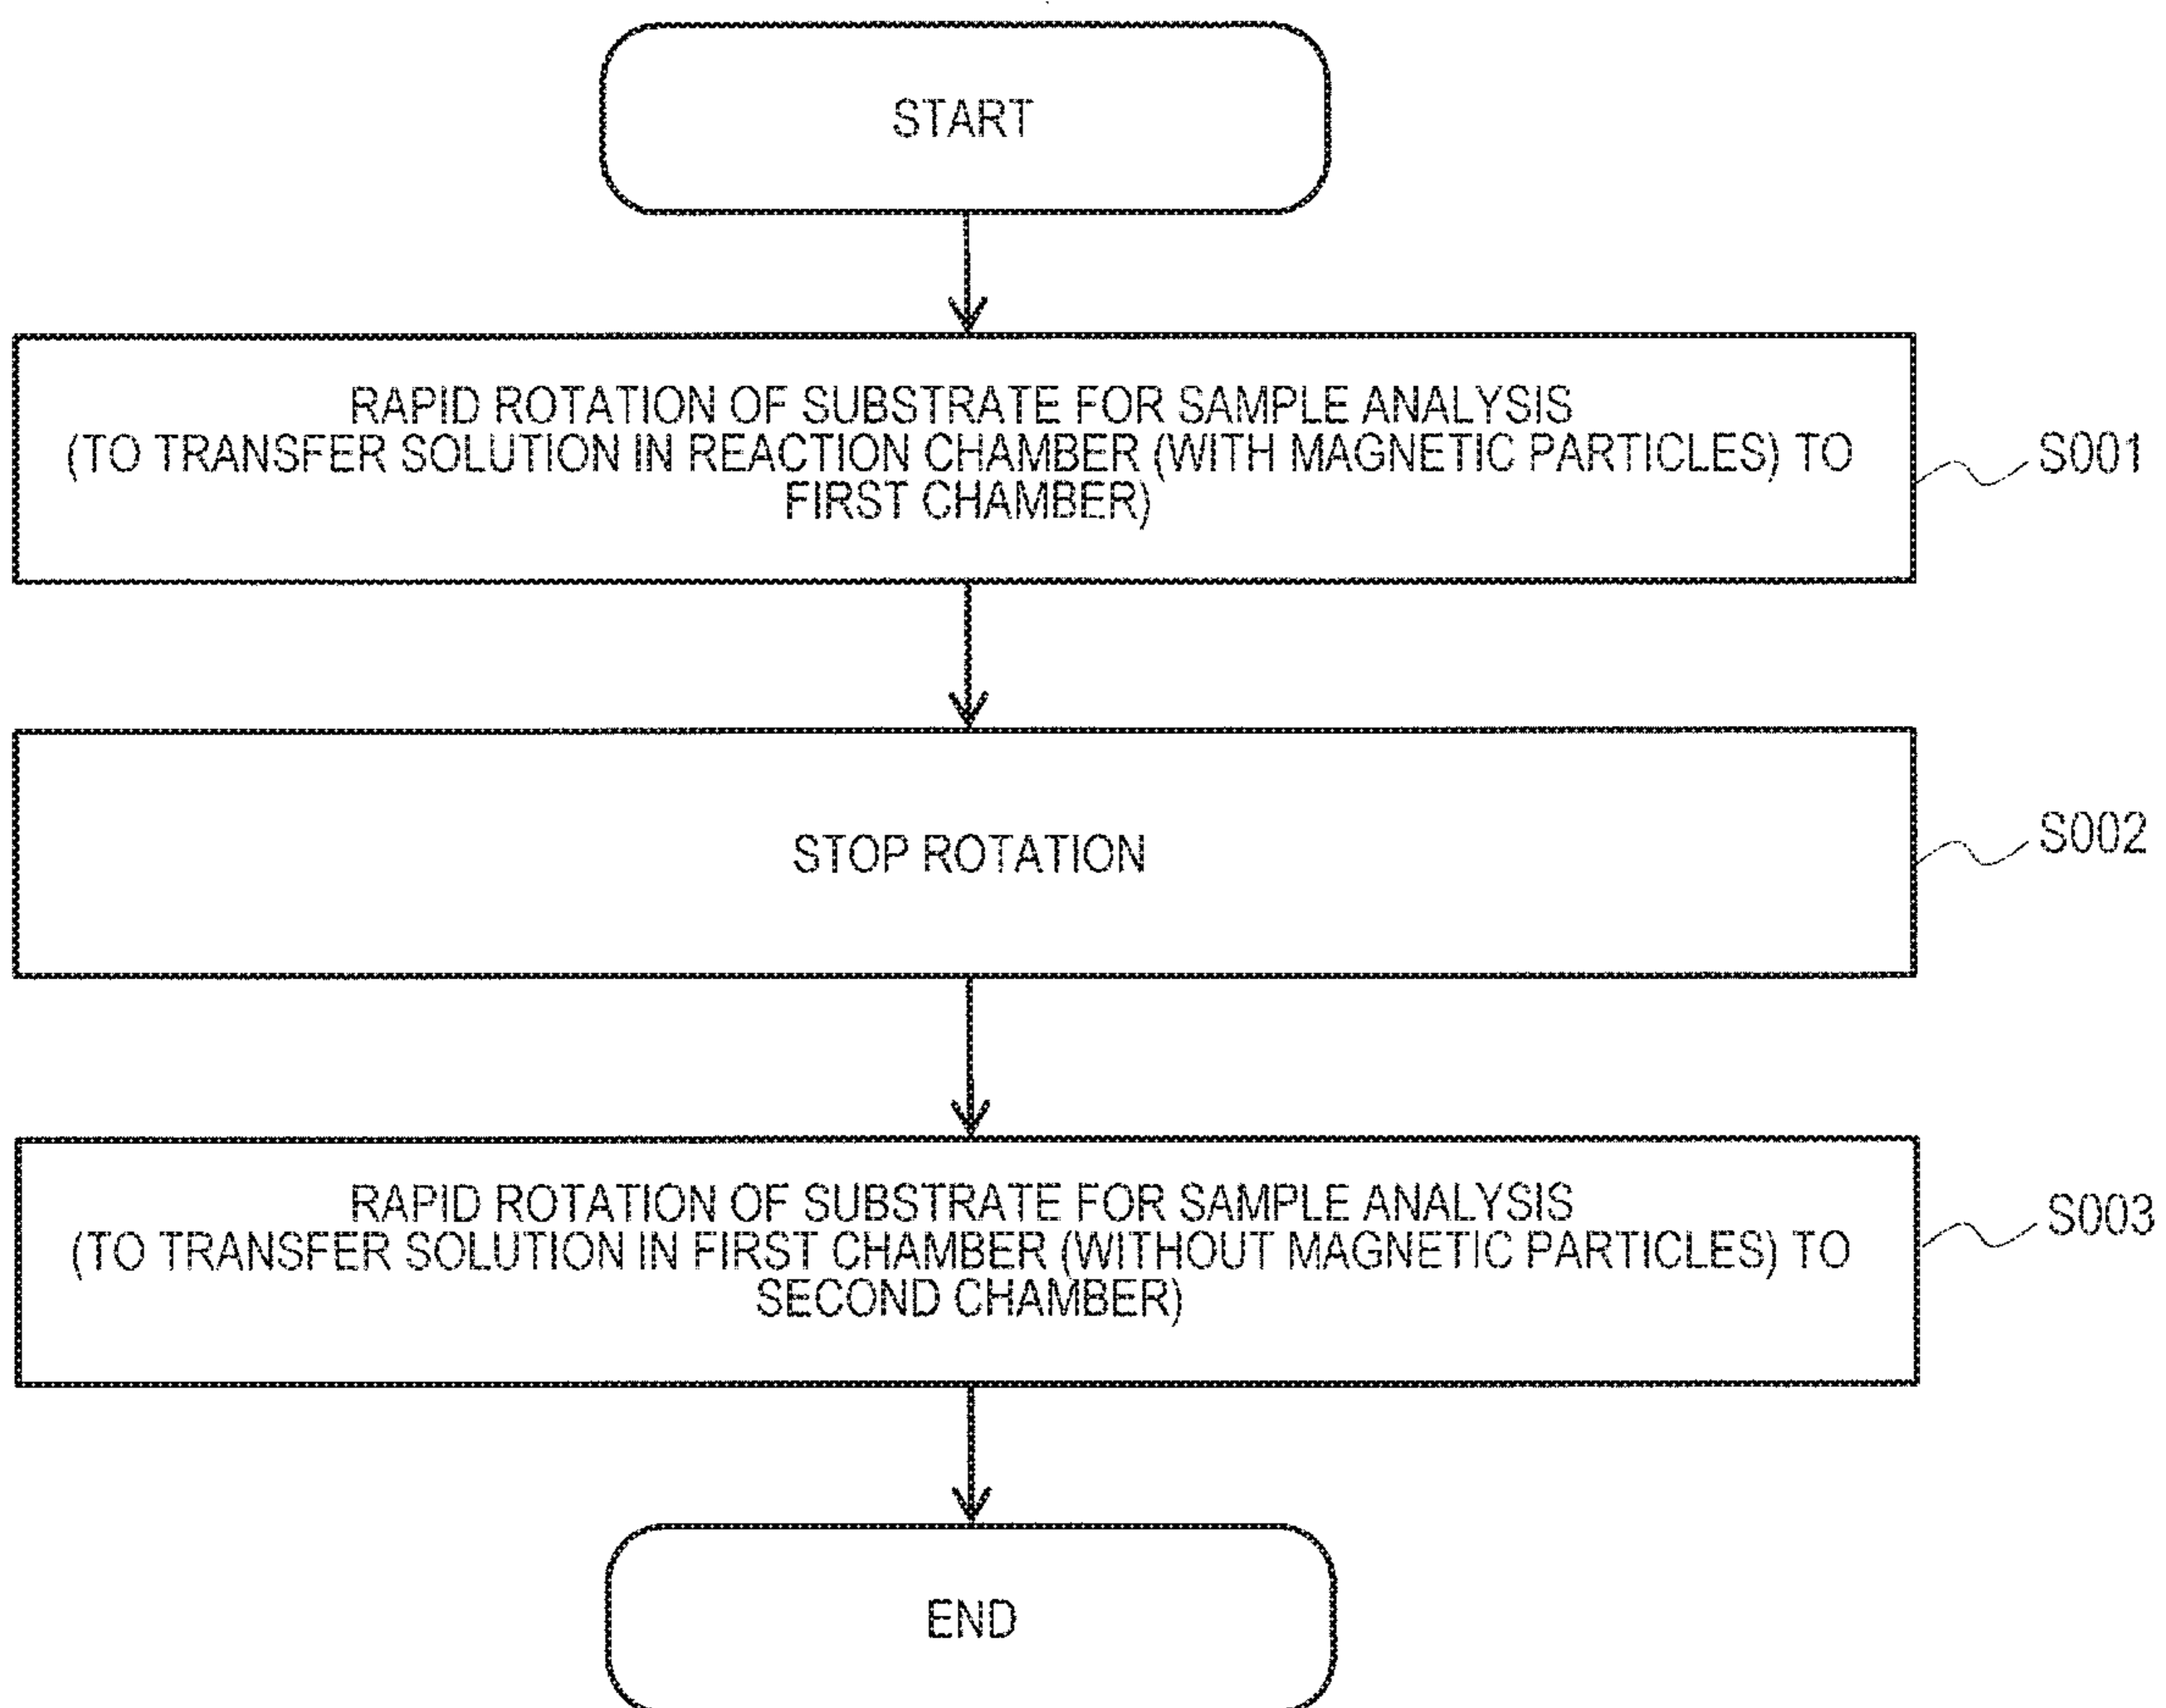 START
RAPID ROTATION OF SUBSTRATE FOR SAMPLE ANALYSIS
(TO TRANSFER SOLUTION IN REACTION CHAMBER (WITH MAGNETIC PARTICLES) TO
FIRST CHAMBER)
S001
STOP ROTATION
S002
RAPID ROTATION OF SUBSTRATE FOR SAMPLE ANALYSIS
(TO TRANSFER SOLUTION IN FIRST CHAMBER (WITHOUT MAGNETIC PARTICLES) TO
SECOND CHAMBER)
S003
END